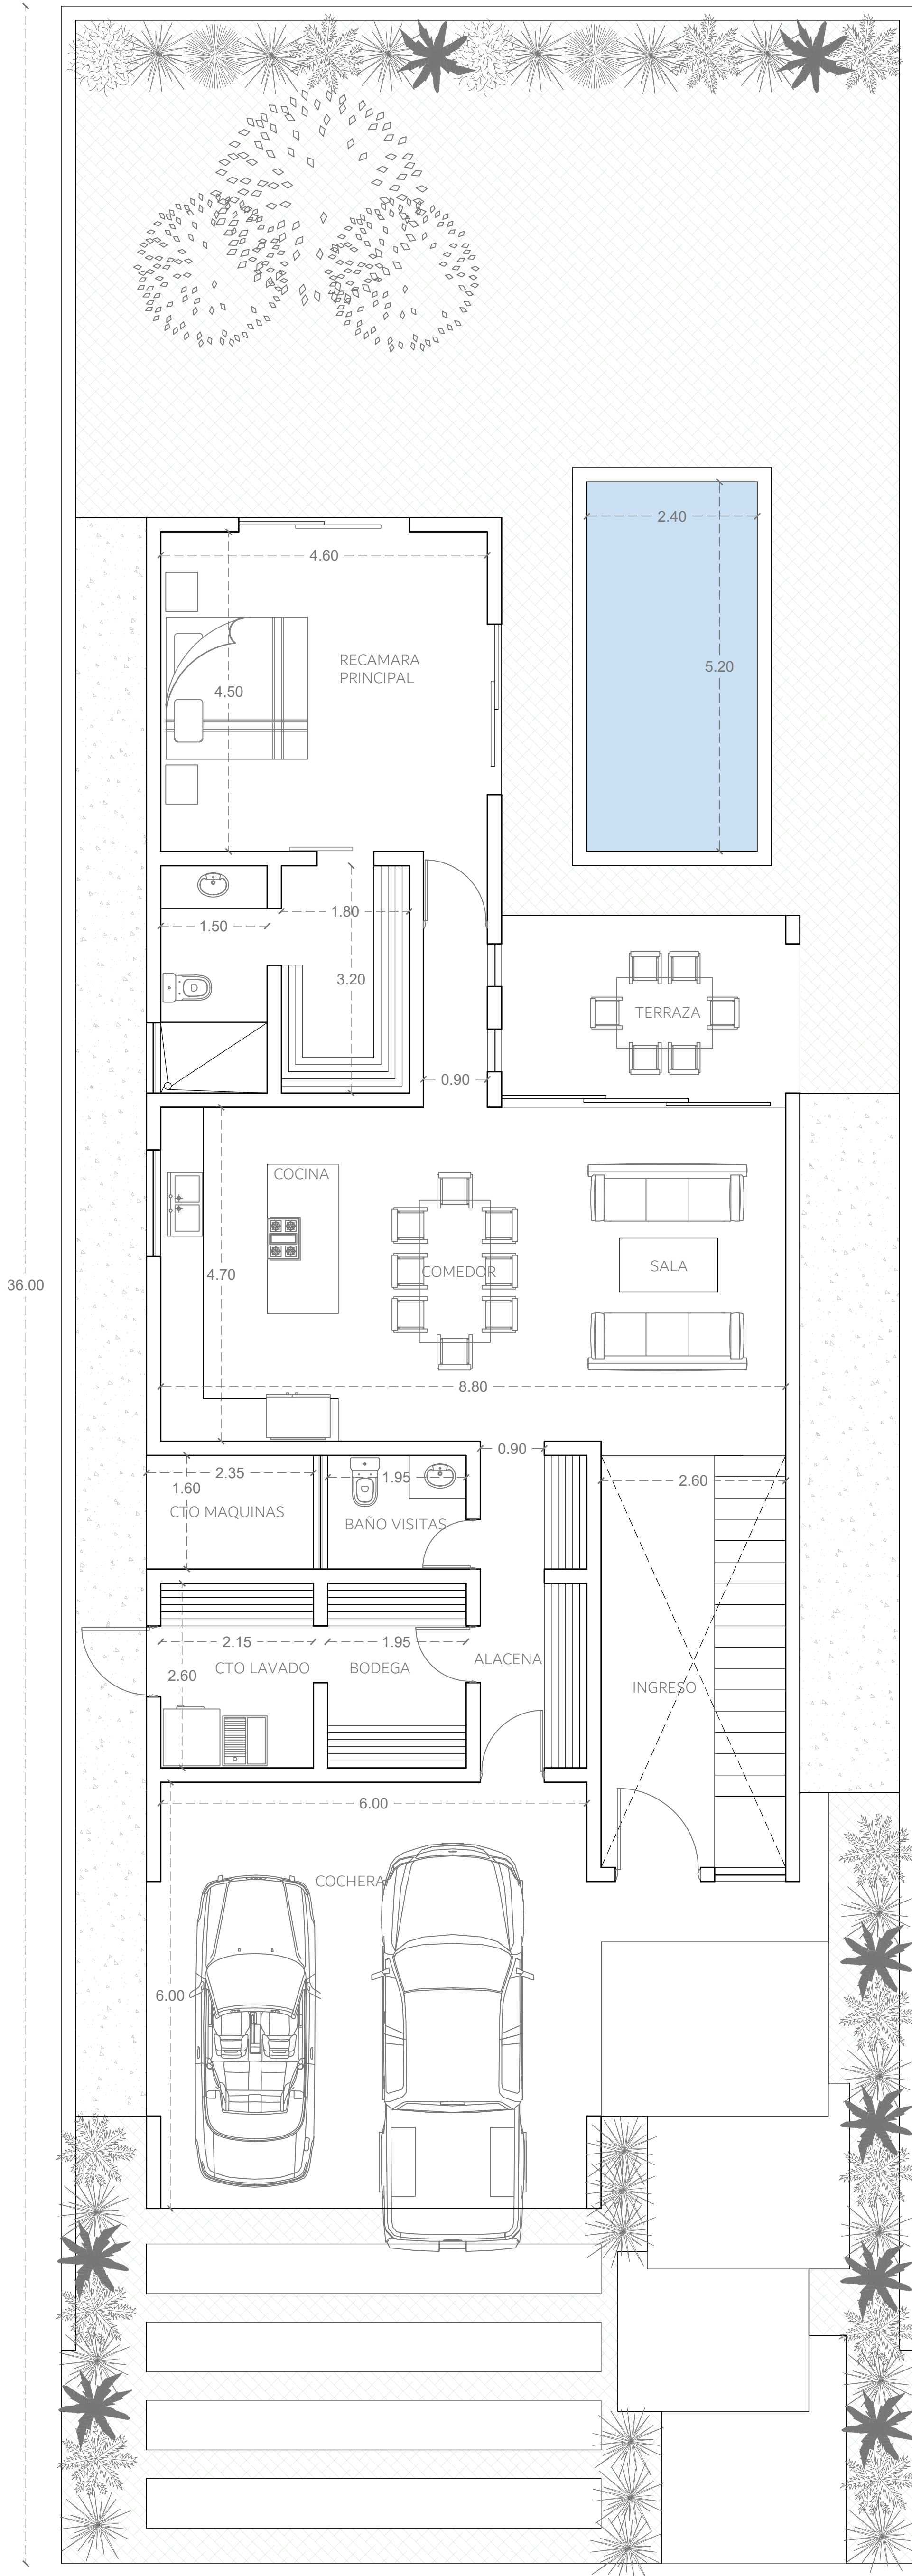 2.40
4.60
RECAMARA
PRINCIPAL
5.20
4.50
1.80
1.50
3.20
TERRAZA
0.90
COCINA
SALA
COMEDOR
4.70
36.00
8.80
0.90
2.35
1.95
2.60
1.60
CTO MAQUINAS
BAÑO VISITAS
2.15
1.95
ALACENA
CTO LAVADO
BODEGA
2.60
INGRESO
6.00
COCHERA
6.00